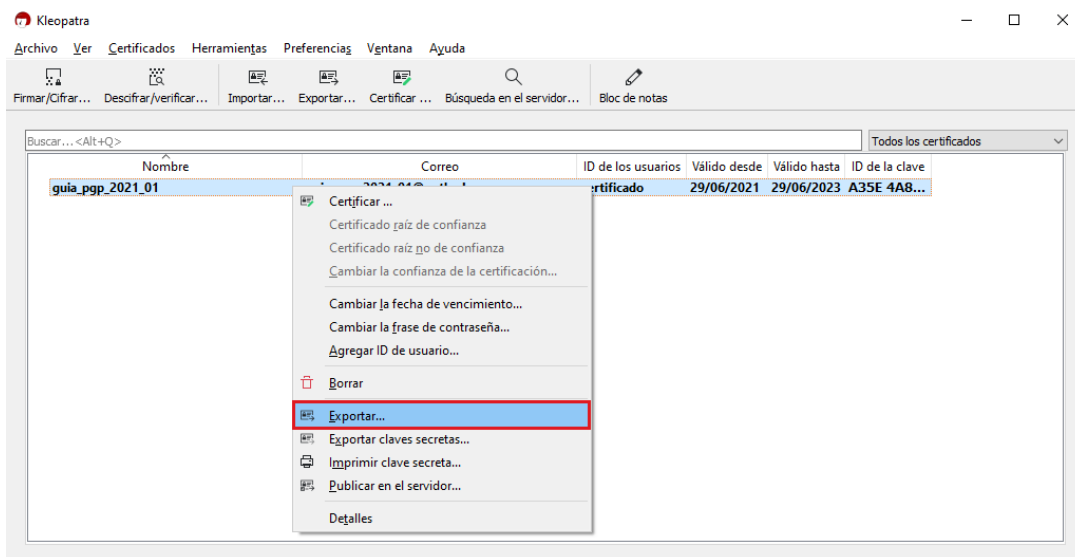 Kleopatra
Archivo Ver Certificados Herramientas Preferencias Ventana Ayuda
Firmar/Cifrar... Descifrar/verificar... Importar... Exportar... Certificar ... Búsqueda en el servidor... Bloc de notas
Buscar...<Alt+Q> Todos los certificados
Nombre Correo ID de los usuarios Válido desde Válido hasta ID de la clave
guia_pgp_2021_01 29/06/2021 29/06/2023 A35E 4A8...
Certificar ...
Certificado raíz de confianza
Certificado raíz no de confianza
Cambiar la confianza de la certificación...
Cambiar la fecha de vencimiento...
Cambiar la frase de contraseña...
Agregar ID de usuario...
Borrar
Exportar...
Exportar claves secretas...
Imprimir clave secreta...
Publicar en el servidor...
Detalles